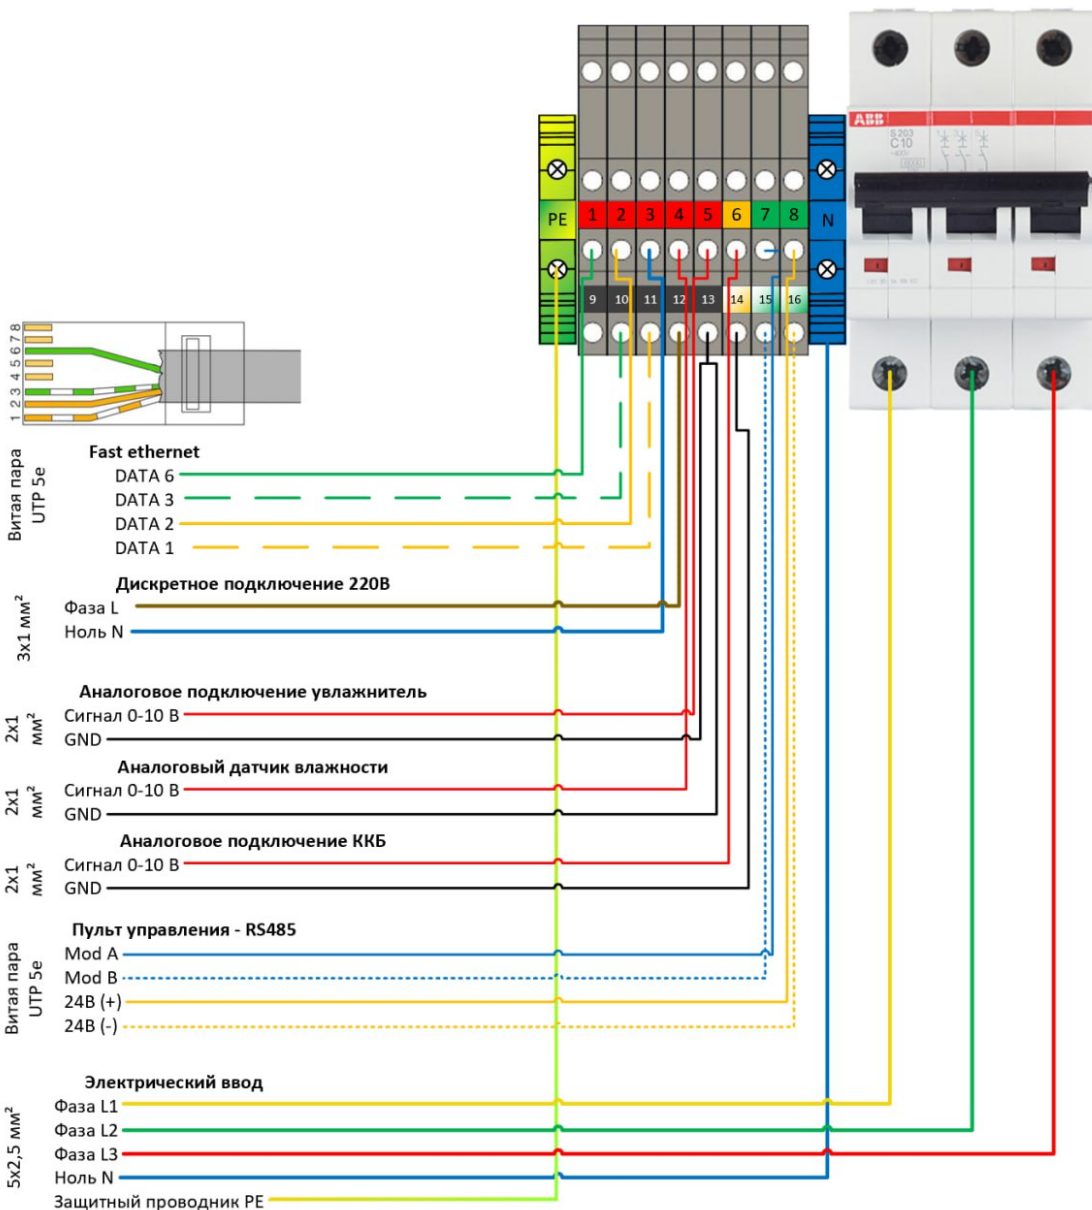 ABB
S 203
C10
~400V
PE
1 2 3 4 5 6 7 8
N
9 10 11 12 13 14 15 16
8
7
6
5
4
3
2
1
Витая пара
UTP 5e
Fast ethernet
DATA 6
DATA 3
DATA 2
DATA 1
3x1 мм²
Дискретное подключение 220В
Фаза L
Ноль N
2x1
мм²
Аналоговое подключение увлажнитель
Сигнал 0-10 В
GND
2x1
мм²
Аналоговый датчик влажности
Сигнал 0-10 В
GND
2x1
мм²
Аналоговое подключение ККБ
Сигнал 0-10 В
GND
Витая пара
UTP 5e
Пульт управления - RS485
Mod A
Mod B
24В (+)
24В (-)
5x2,5 мм²
Электрический ввод
Фаза L1
Фаза L2
Фаза L3
Ноль N
Защитный проводник PE